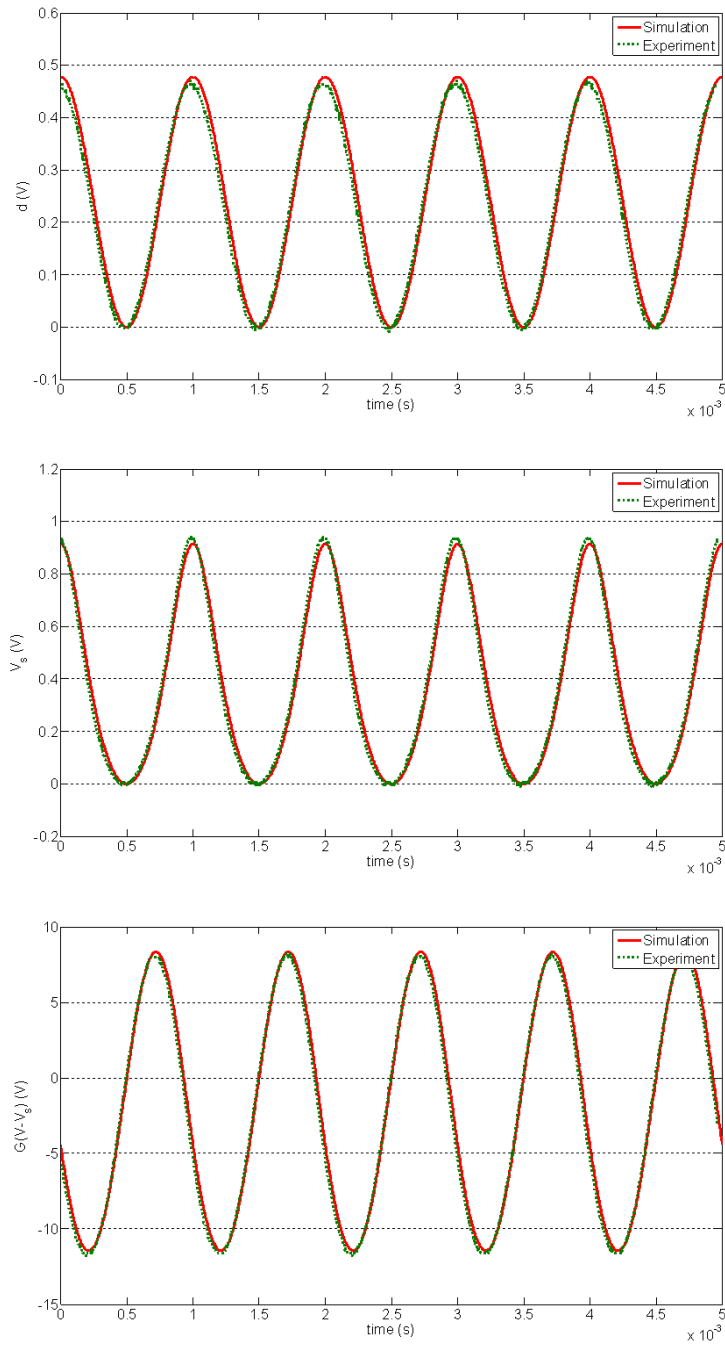 0.6
0.5
0.4
0.3
0.2
0.1
0
-0.1
d (V)
Simulation
Experiment
0 0.5 1 1.5 2 2.5 3 3.5 4 4.5 5
time (s)
x 10⁻³
1.2
1
0.8
0.6
0.4
0.2
0
-0.2
V_s (V)
Simulation
Experiment
0 0.5 1 1.5 2 2.5 3 3.5 4 4.5 5
time (s)
x 10⁻³
10
5
0
-5
-10
-15
G(V-V_s) (V)
Simulation
Experiment
0 0.5 1 1.5 2 2.5 3 3.5 4 4.5 5
time (s)
x 10⁻³